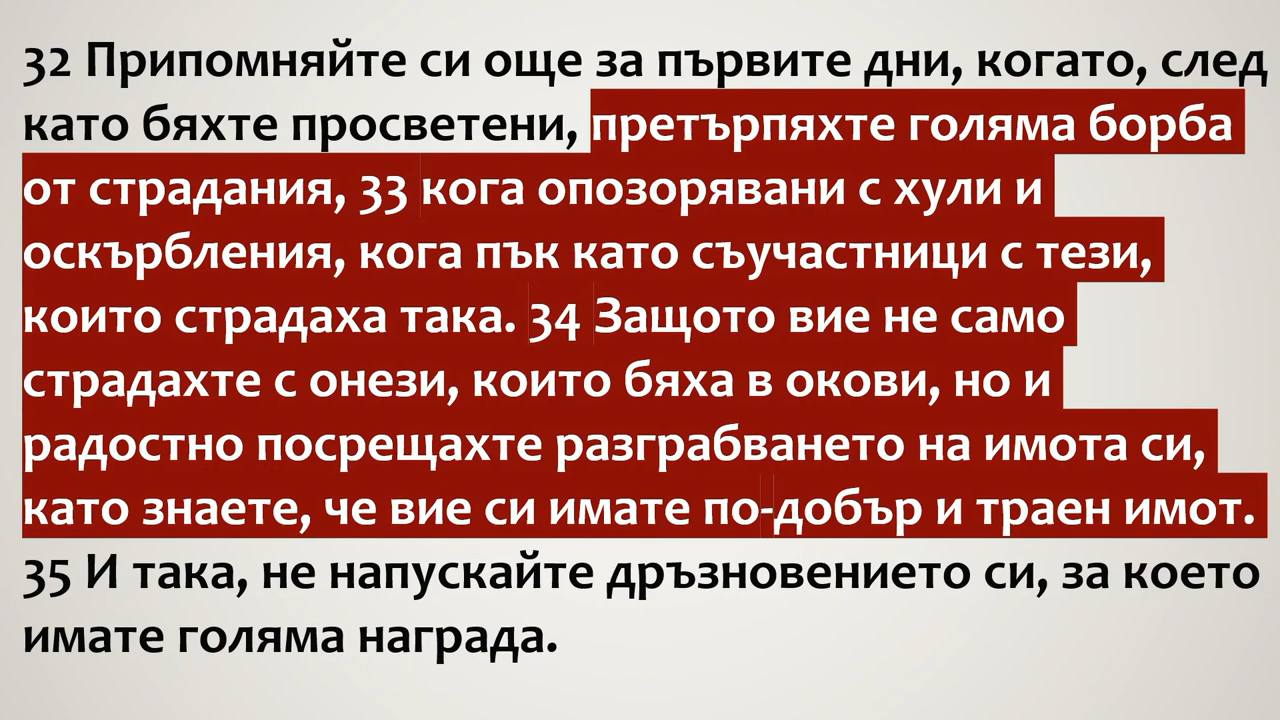 32 Припомняйте си още за първите дни, когато, след
като бяхте просветени, претърпяхте голяма борба
от страдания, 33 кога опозорявани с хули и
оскърбления, кога пък като съучастници с тези,
които страдаха така. 34 Защото вие не само
страдахте с онези, които бяха в окови, но и
радостно посрещахте разграбването на имота си,
като знаете, че вие си имате по-добър и траен имот.
35 И така, не напускайте дръзновението си, за което
имате голяма награда.